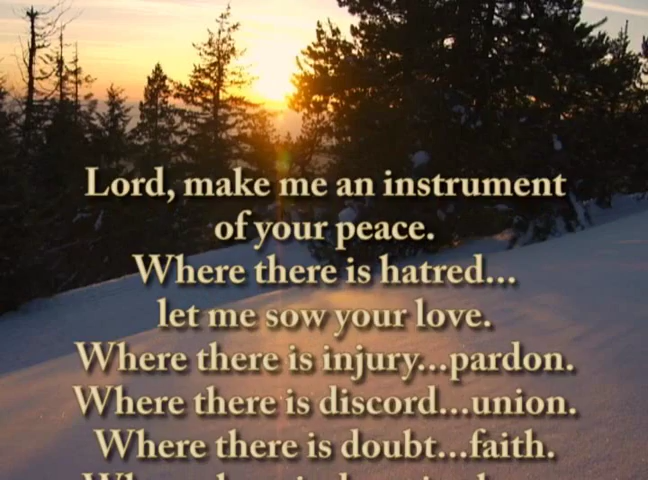 Lord, make me an instrument
of your peace.
Where there is hatred...
let me sow your love.
Where there is injury...pardon.
Where there is discord...union.
Where there is doubt...faith.